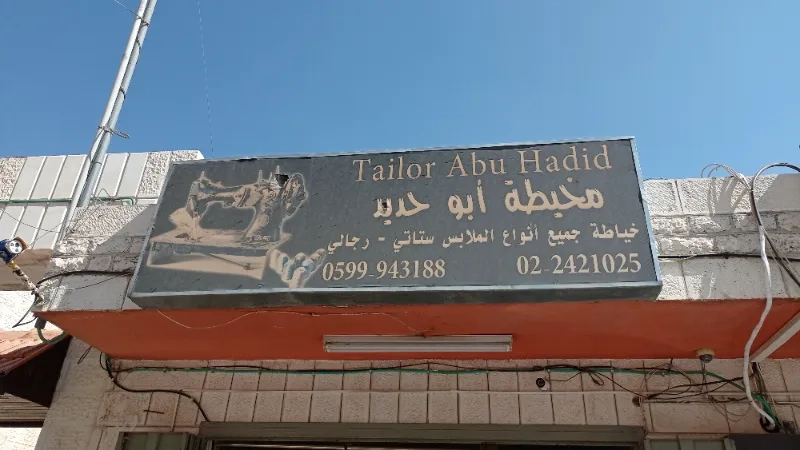 Tailor Abu Hadid
مخيطة أبو حديد
خياطة جميع أنواع الملابس ستاتي - رجالي
0599-943188 02-2421025